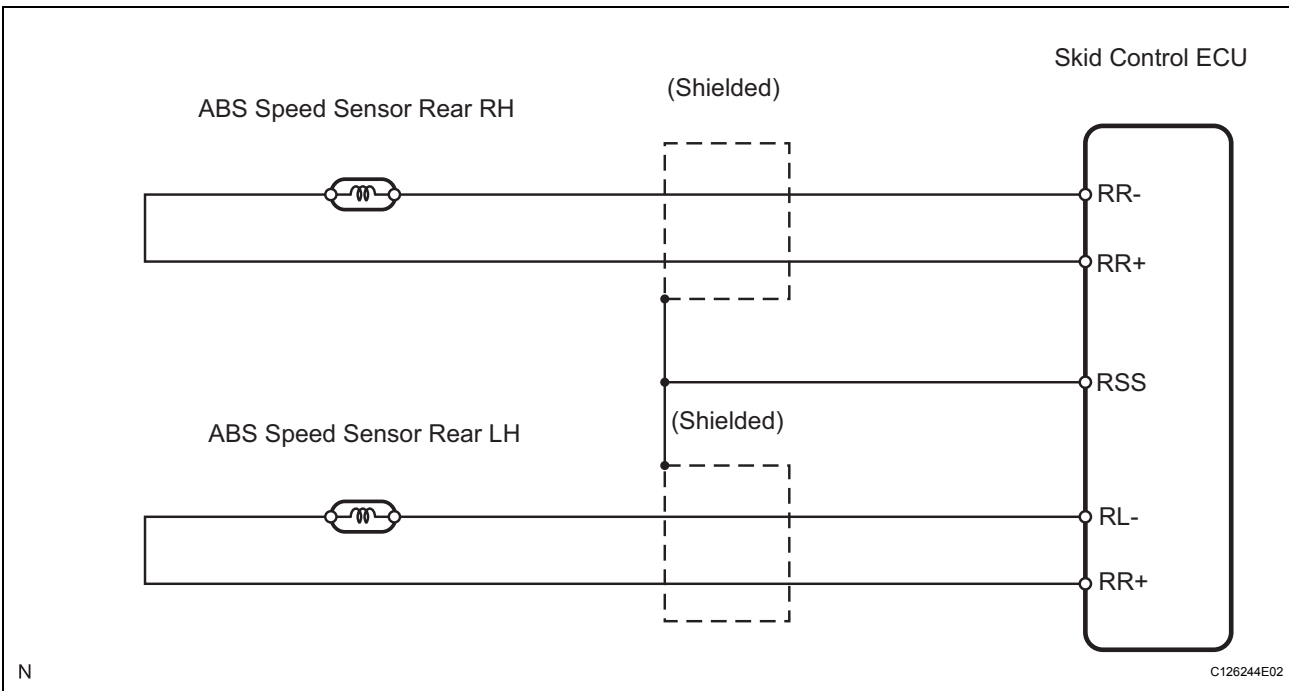 Skid Control ECU
(Shielded)
ABS Speed Sensor Rear RH
RR-
RR+
RSS
(Shielded)
ABS Speed Sensor Rear LH
RL-
RR+
N
C126244E02